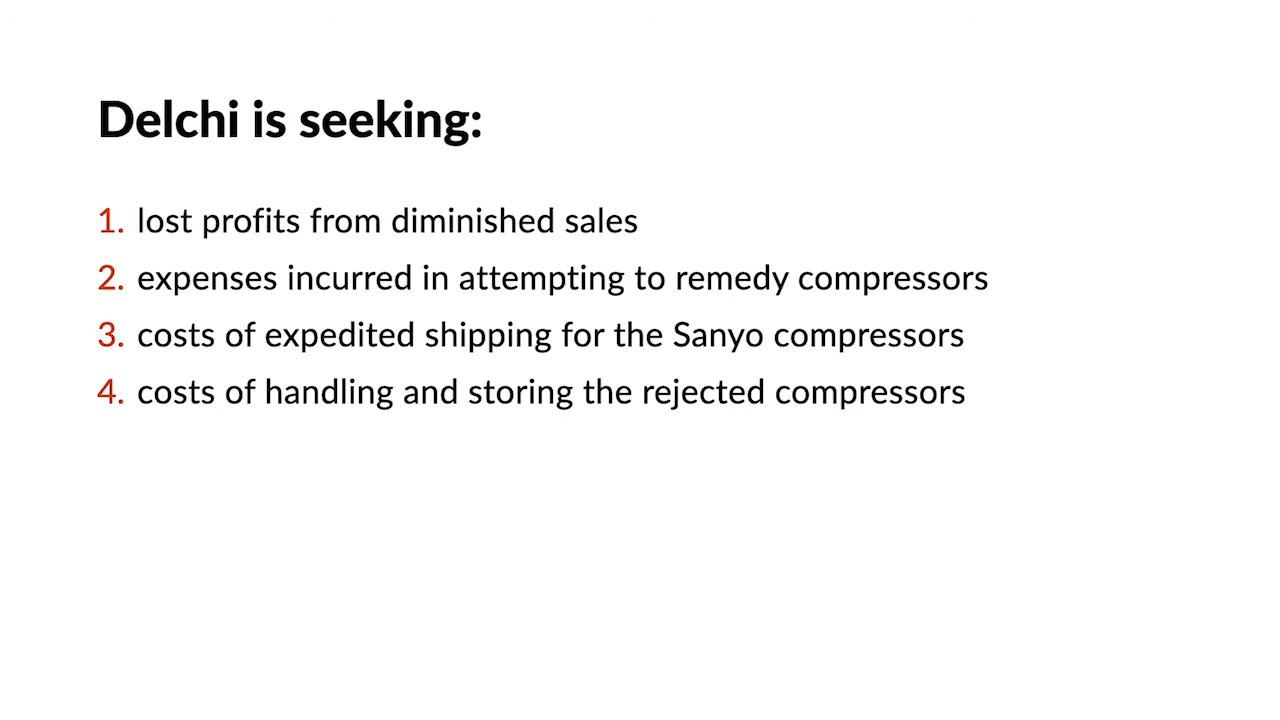 Delchi is seeking:
1. lost profits from diminished sales
2. expenses incurred in attempting to remedy compressors
3. costs of expedited shipping for the Sanyo compressors
4. costs of handling and storing the rejected compressors